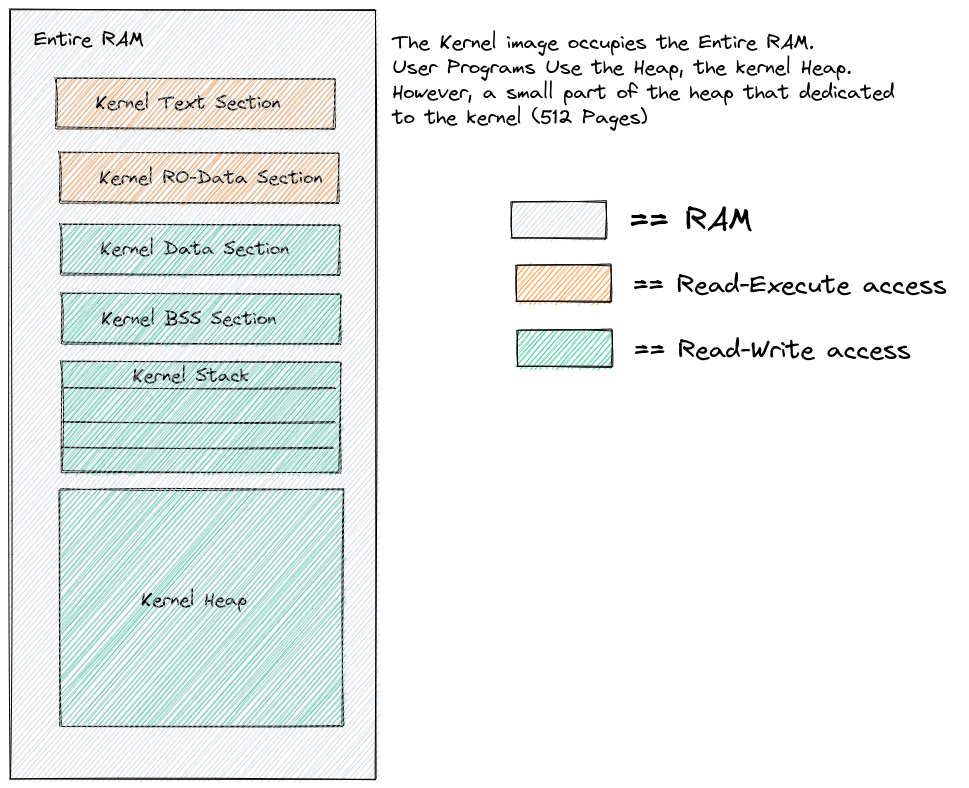 Entire RAM
Kernel Text Section
Kernel RO-Data Section
Kernel Data Section
Kernel BSS Section
Kernel Stack
Kernel Heap
The Kernel image occupies the Entire RAM.
User Programs Use the Heap, the kernel Heap.
However, a small part of the heap that dedicated
to the kernel (512 Pages)
== RAM
== Read-Execute access
== Read-Write access